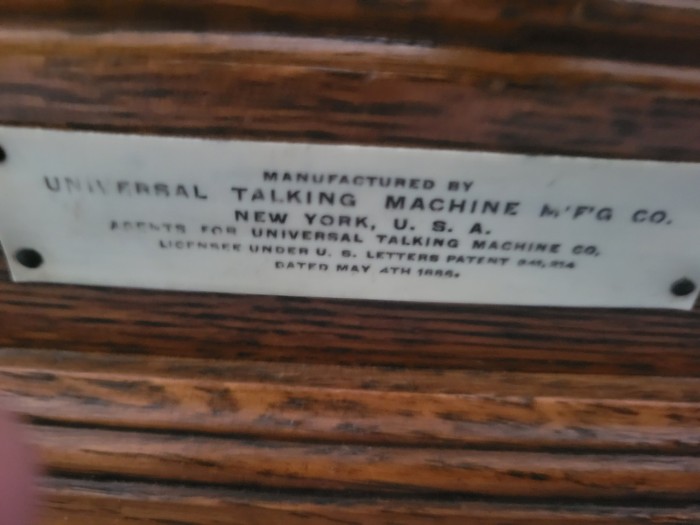 MANUFACTURED BY
UNIVERSAL TALKING MACHINE M'F'G CO.
NEW YORK, U. S. A.
AGENTS FOR UNIVERSAL TALKING MACHINE CO,
LICENSEE UNDER U. S. LETTERS PATENT
DATED MAY 4TH